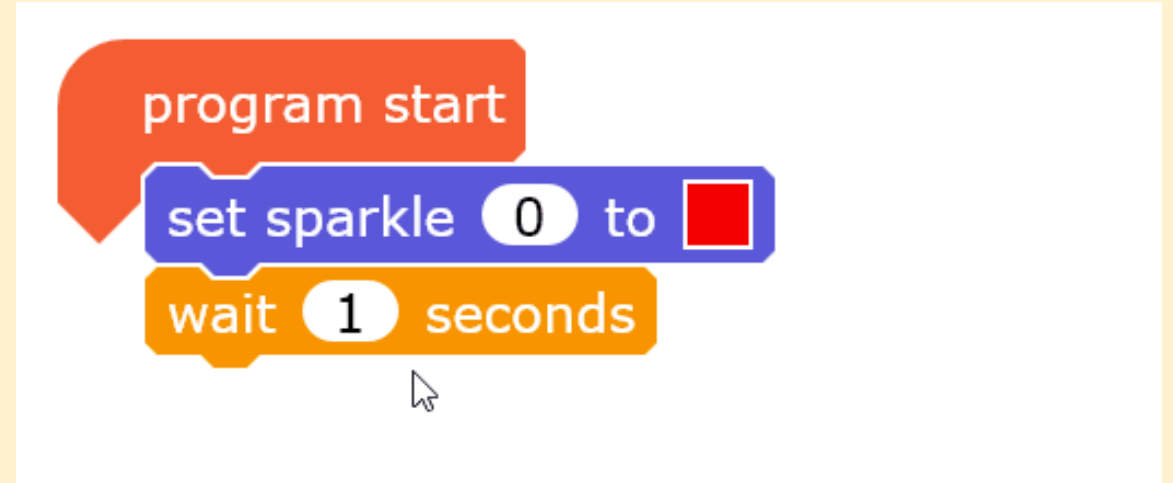 program start
set sparkle 0 to
wait 1 seconds